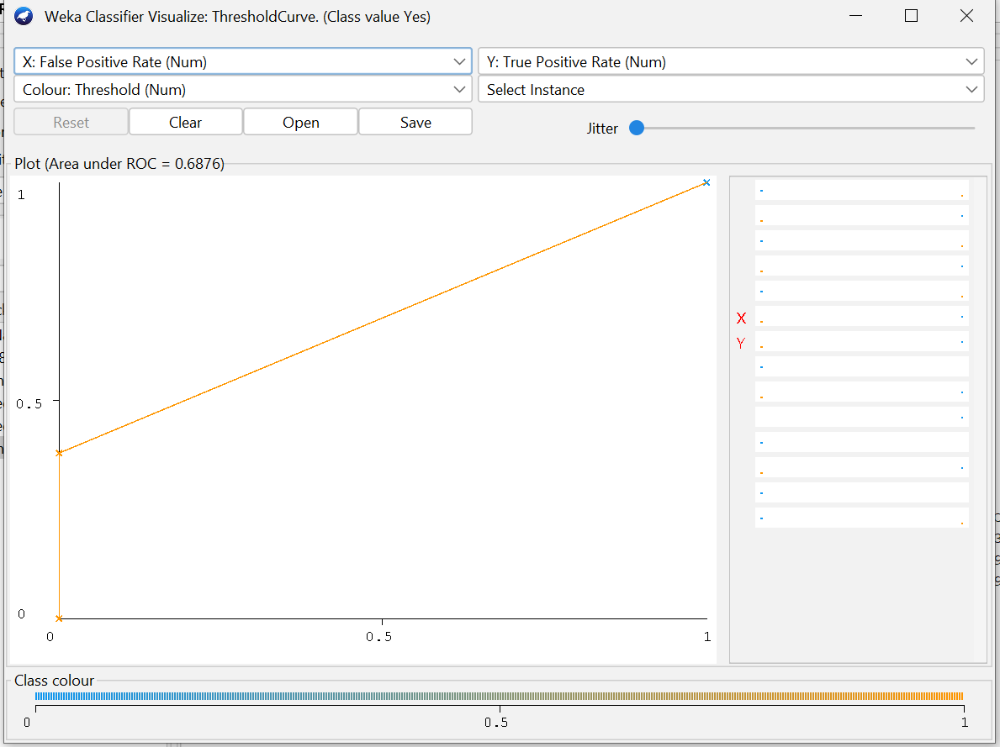 Weka Classifier Visualize: ThresholdCurve. (Class value Yes)
X: False Positive Rate (Num) Y: True Positive Rate (Num)
Colour: Threshold (Num) Select Instance
Reset Clear Open Save Jitter
Plot (Area under ROC = 0.6876)
1
X
Y
0.5
0
0 0.5 1
Class colour
0 0.5 1